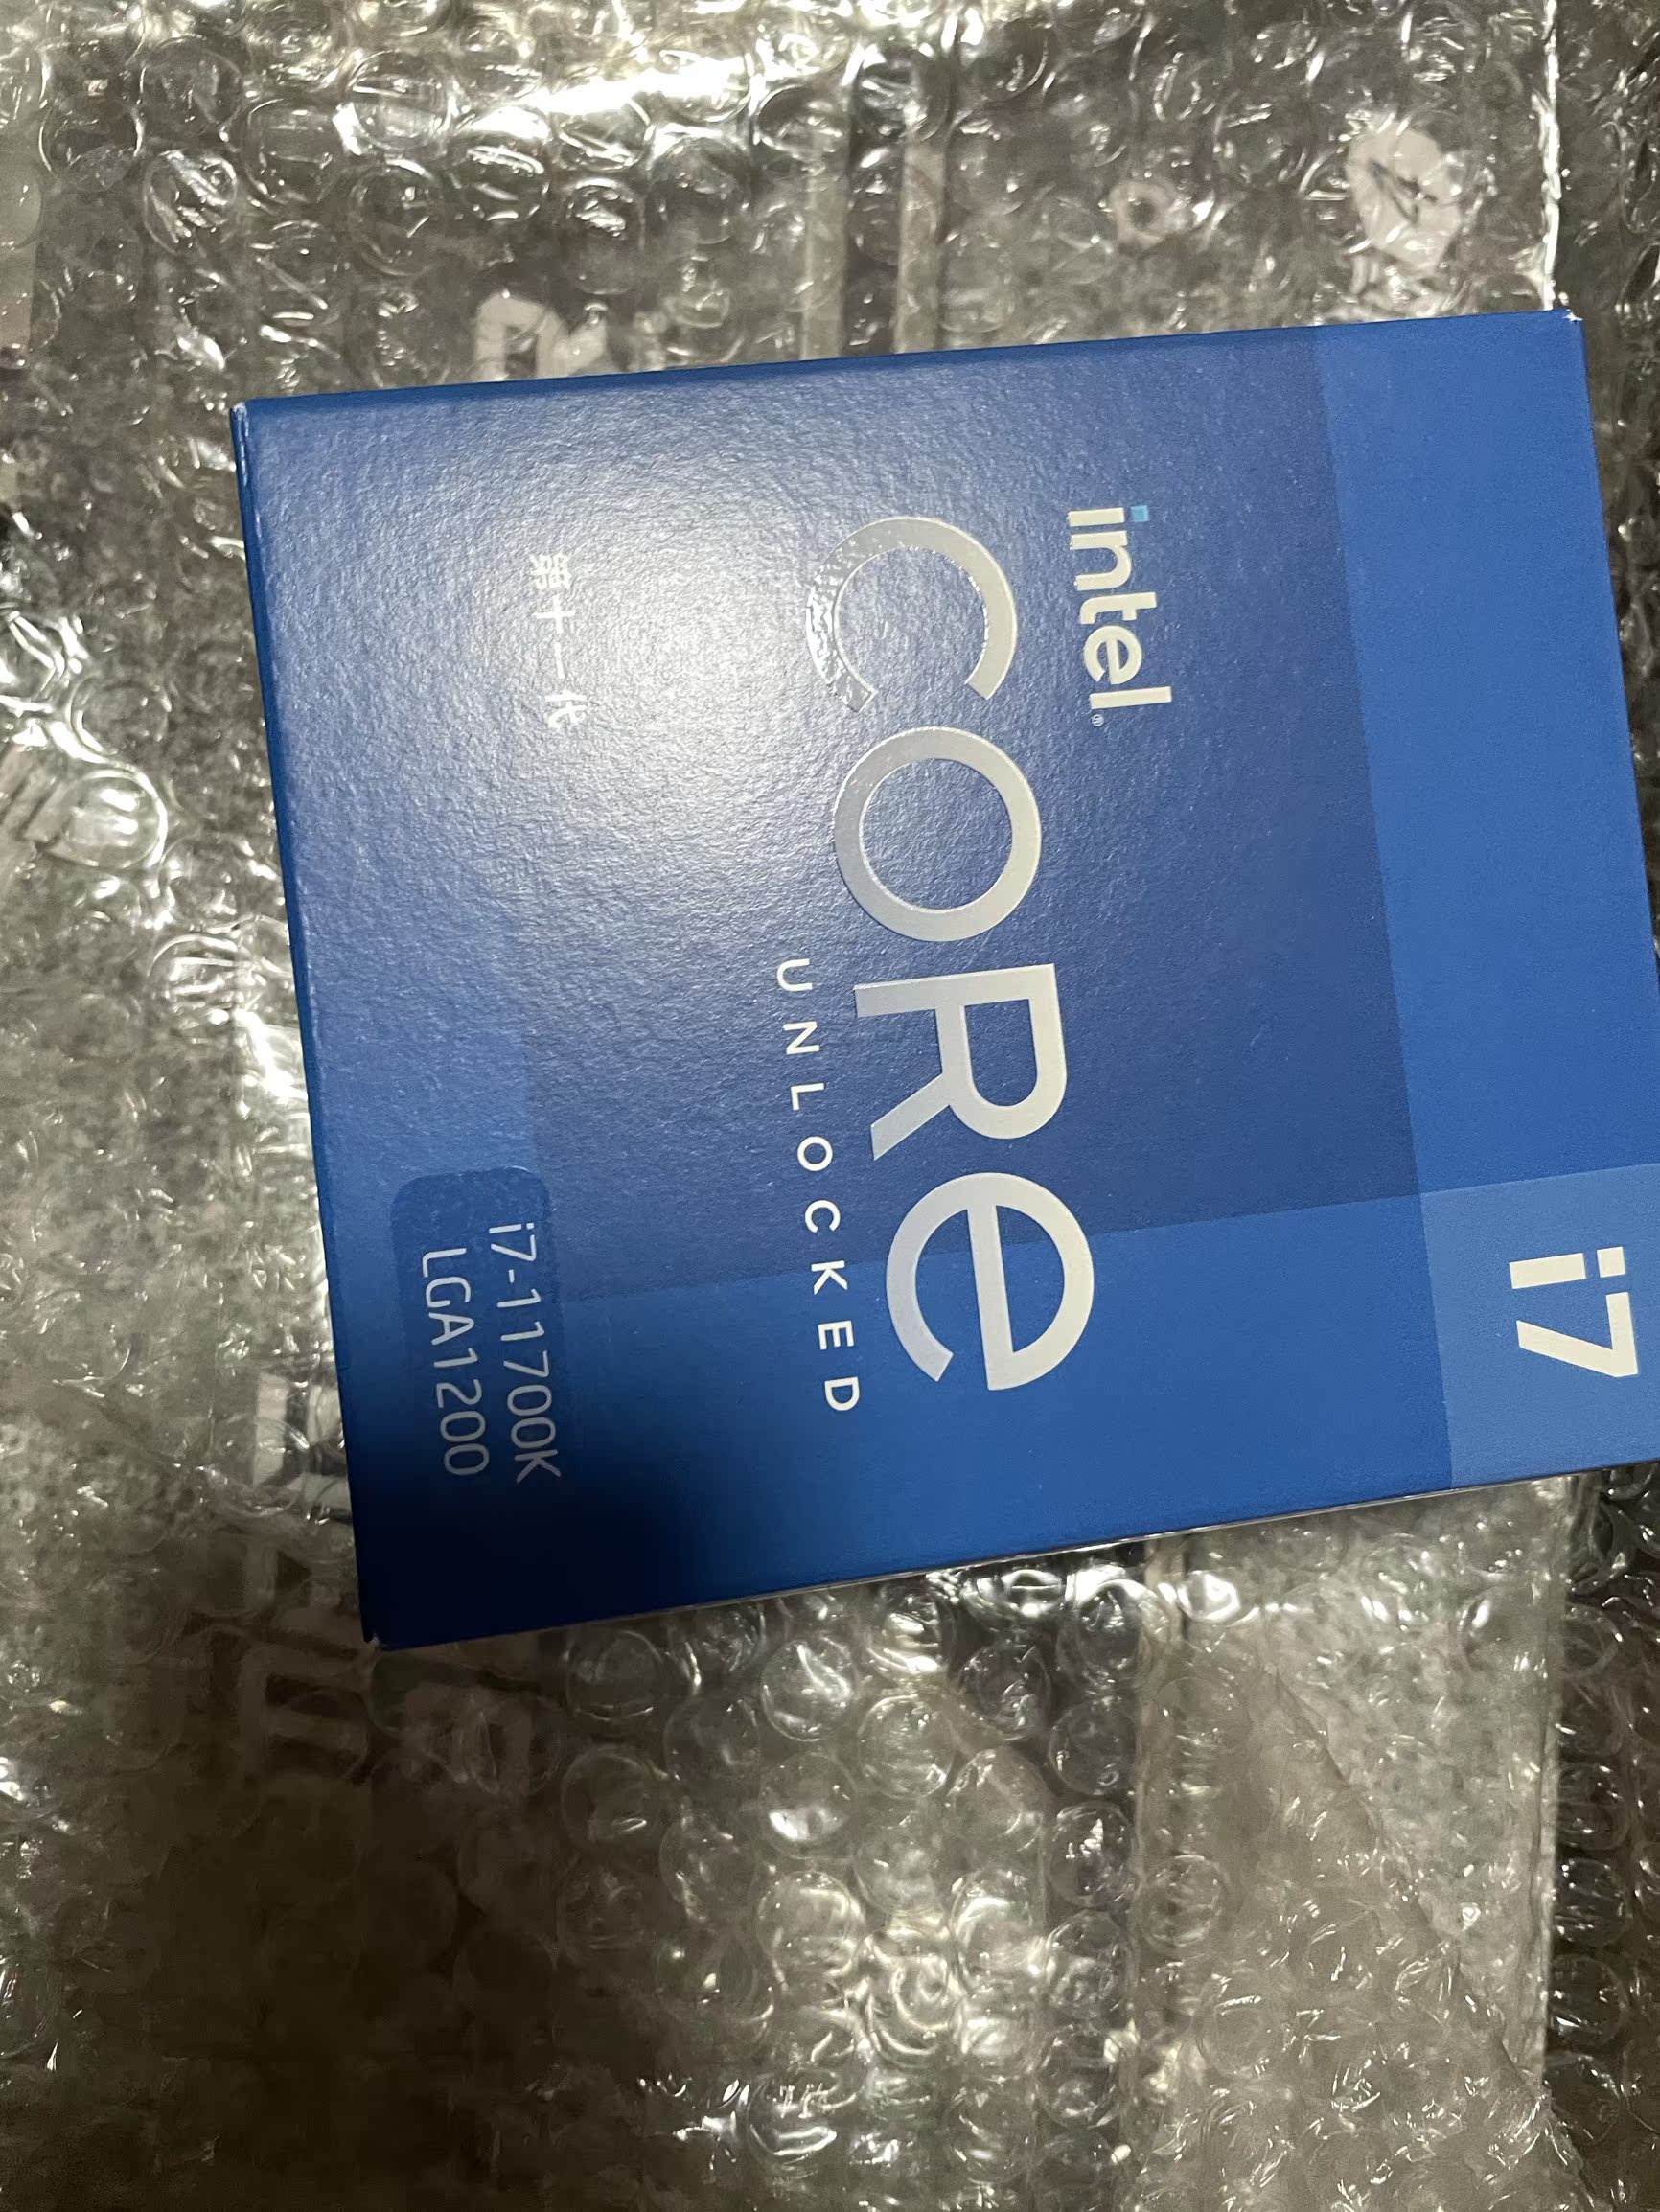 i7
intel®
CORe
UNLOCKED
第十一代
i7-11700K
LGA1200